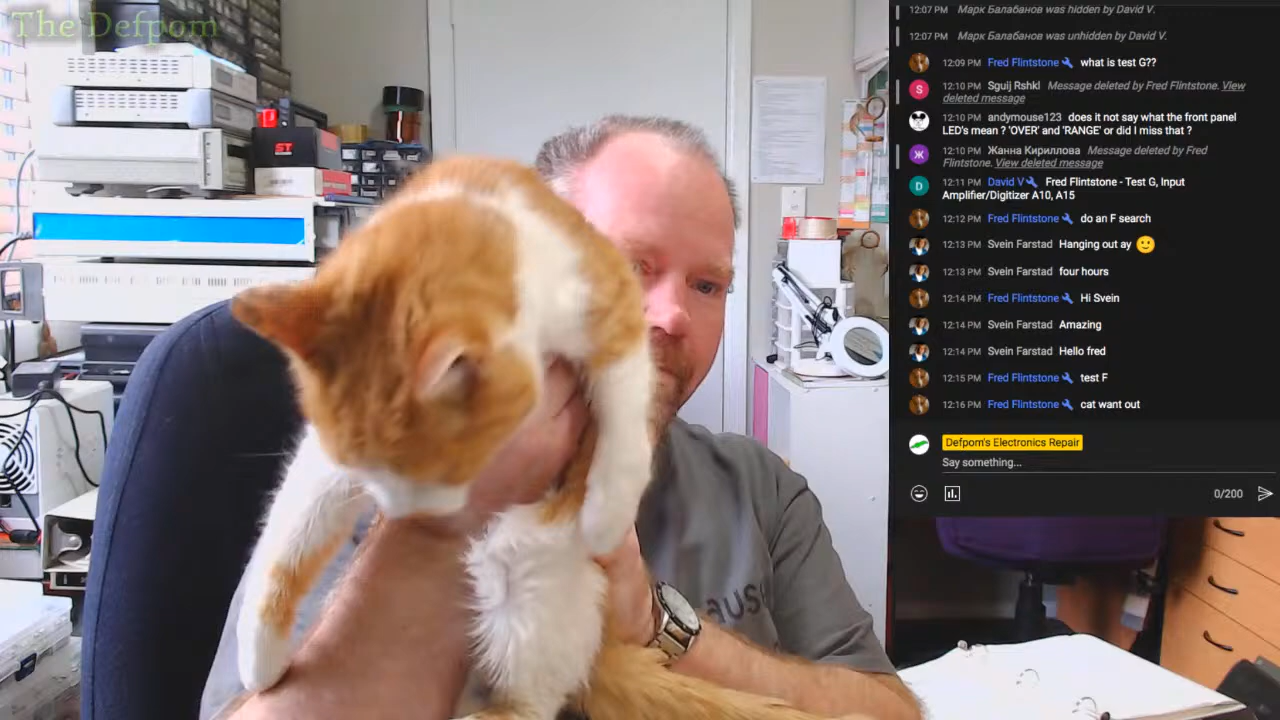 The Defpom
ST
aus
12:07 PM Марк Балабанов was hidden by David V.
12:07 PM Марк Балабанов was unhidden by David V.
12:09 PM Fred Flintstone what is test G??
S
12:10 PM Sguij Rshkl Message deleted by Fred Flintstone. View
deleted message
12:10 PM andymouse123 does it not say what the front panel
LED's mean ? 'OVER' and 'RANGE' or did I miss that ?
Ж
12:10 PM Жанна Кириллова Message deleted by Fred
Flintstone. View deleted message
D
12:11 PM David V Fred Flintstone - Test G, Input
Amplifier/Digitizer A10, A15
12:12 PM Fred Flintstone do an F search
12:13 PM Svein Farstad Hanging out ay 🙂
12:13 PM Svein Farstad four hours
12:14 PM Fred Flintstone Hi Svein
12:14 PM Svein Farstad Amazing
12:14 PM Svein Farstad Hello fred
12:15 PM Fred Flintstone test F
12:16 PM Fred Flintstone cat want out
Defpom's Electronics Repair
Say something...
0/200